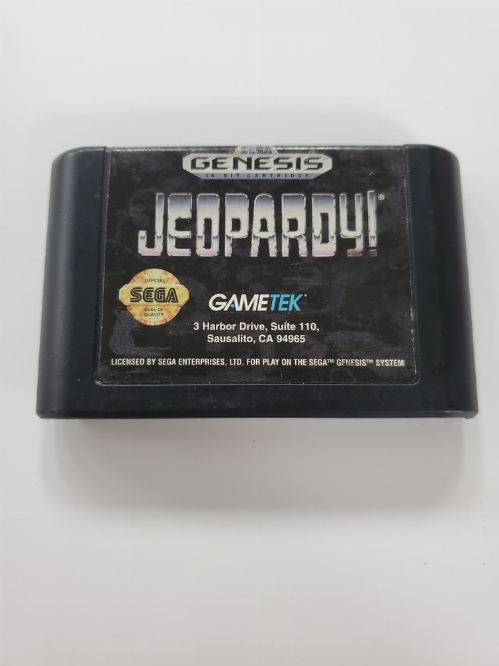 SEGA
GENESIS
16-BIT CARTRIDGE
JEOPARDY!®
OFFICIAL
SEGA
SEAL OF
QUALITY
GAMETEK
3 Harbor Drive, Suite 110,
Sausalito, CA 94965
LICENSED BY SEGA ENTERPRISES, LTD. FOR PLAY ON THE SEGA™ GENESIS™ SYSTEM